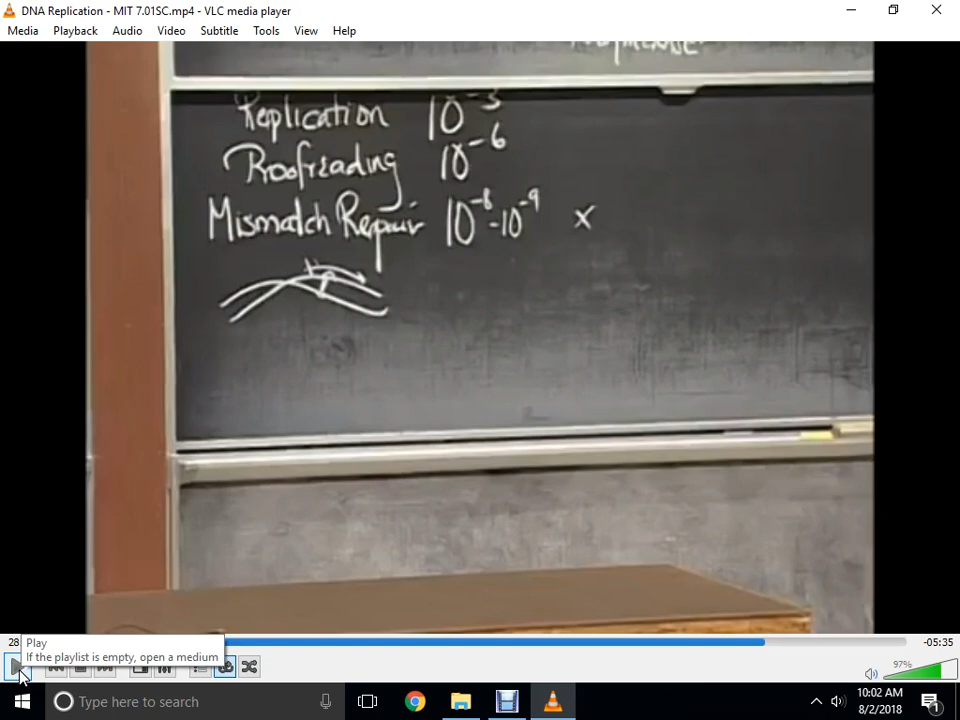 DNA Replication - MIT 7.01SC.mp4 - VLC media player
Media Playback Audio Video Subtitle Tools View Help
Replication 10⁻³
Proofreading 10⁻⁶
Mismatch Repair 10⁻⁸-10⁻⁹ x
28
-05:35
Play
If the playlist is empty, open a medium
97%
Type here to search
10:02 AM
8/2/2018
1